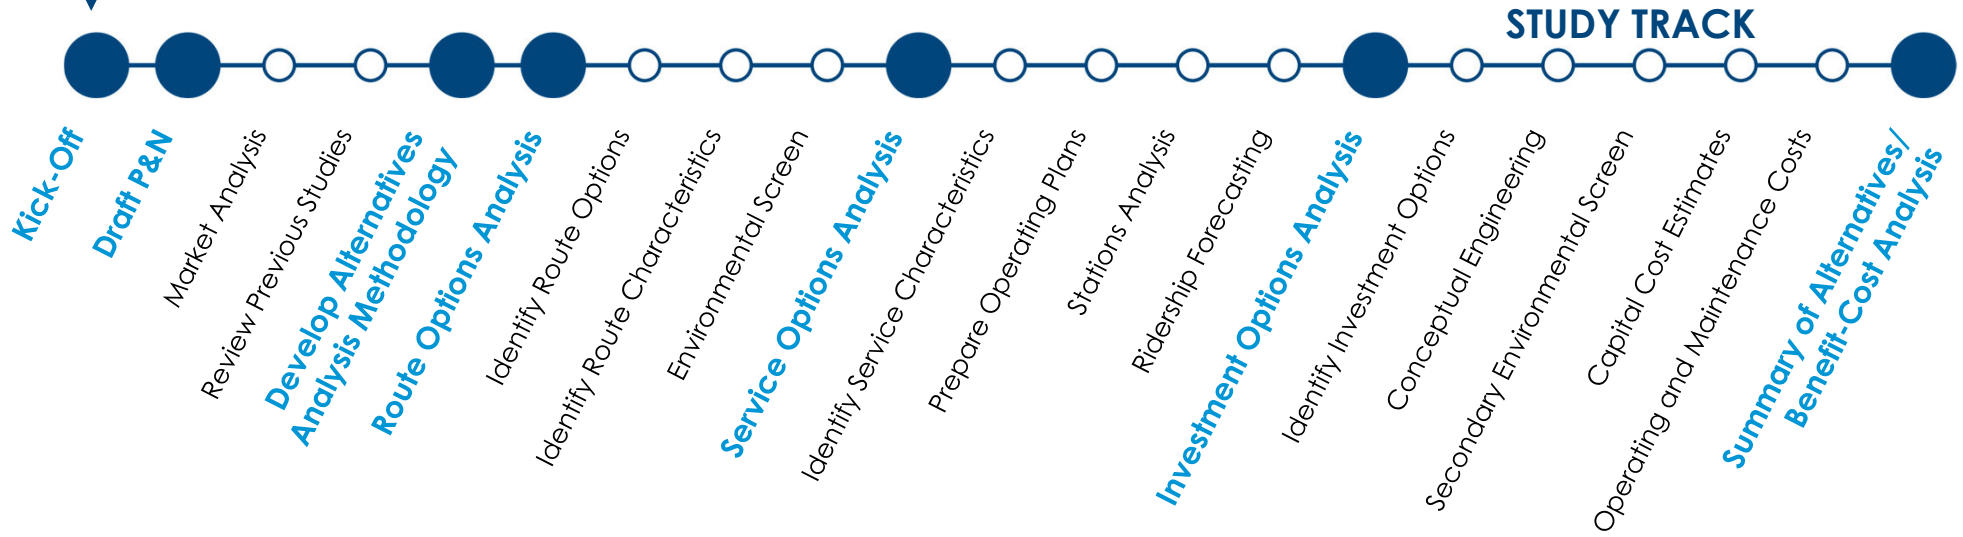 STUDY TRACK
Kick-Off
Draft P&N
Market Analysis
Review Previous Studies
Develop Alternatives
Analysis Methodology
Route Options Analysis
Identify Route Options
Identify Route Characteristics
Environmental Screen
Service Options Analysis
Identify Service Characteristics
Prepare Operating Plans
Stations Analysis
Ridership Forecasting
Investment Options Analysis
Identify Investment Options
Conceptual Engineering
Secondary Environmental Screen
Capital Cost Estimates
Operating and Maintenance Costs
Summary of Alternatives/
Benefit-Cost Analysis